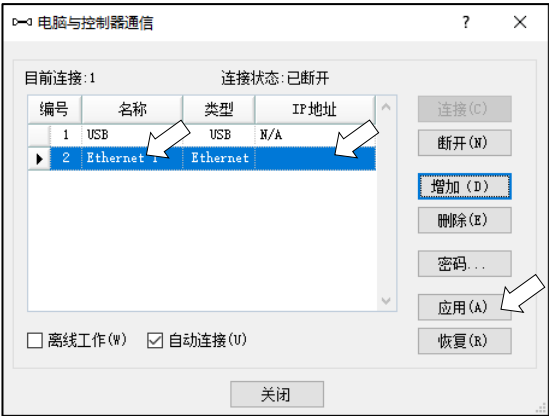 电脑与控制器通信
?
目前连接:1 连接状态:已断开
编号 名称 类型 IP地址
1 USB USB N/A
2 Ethernet 1 Ethernet
连接(C)
断开(N)
增加 (D)
删除(E)
密码...
应用(A)
恢复(R)
离线工作(W) 自动连接(U)
关闭